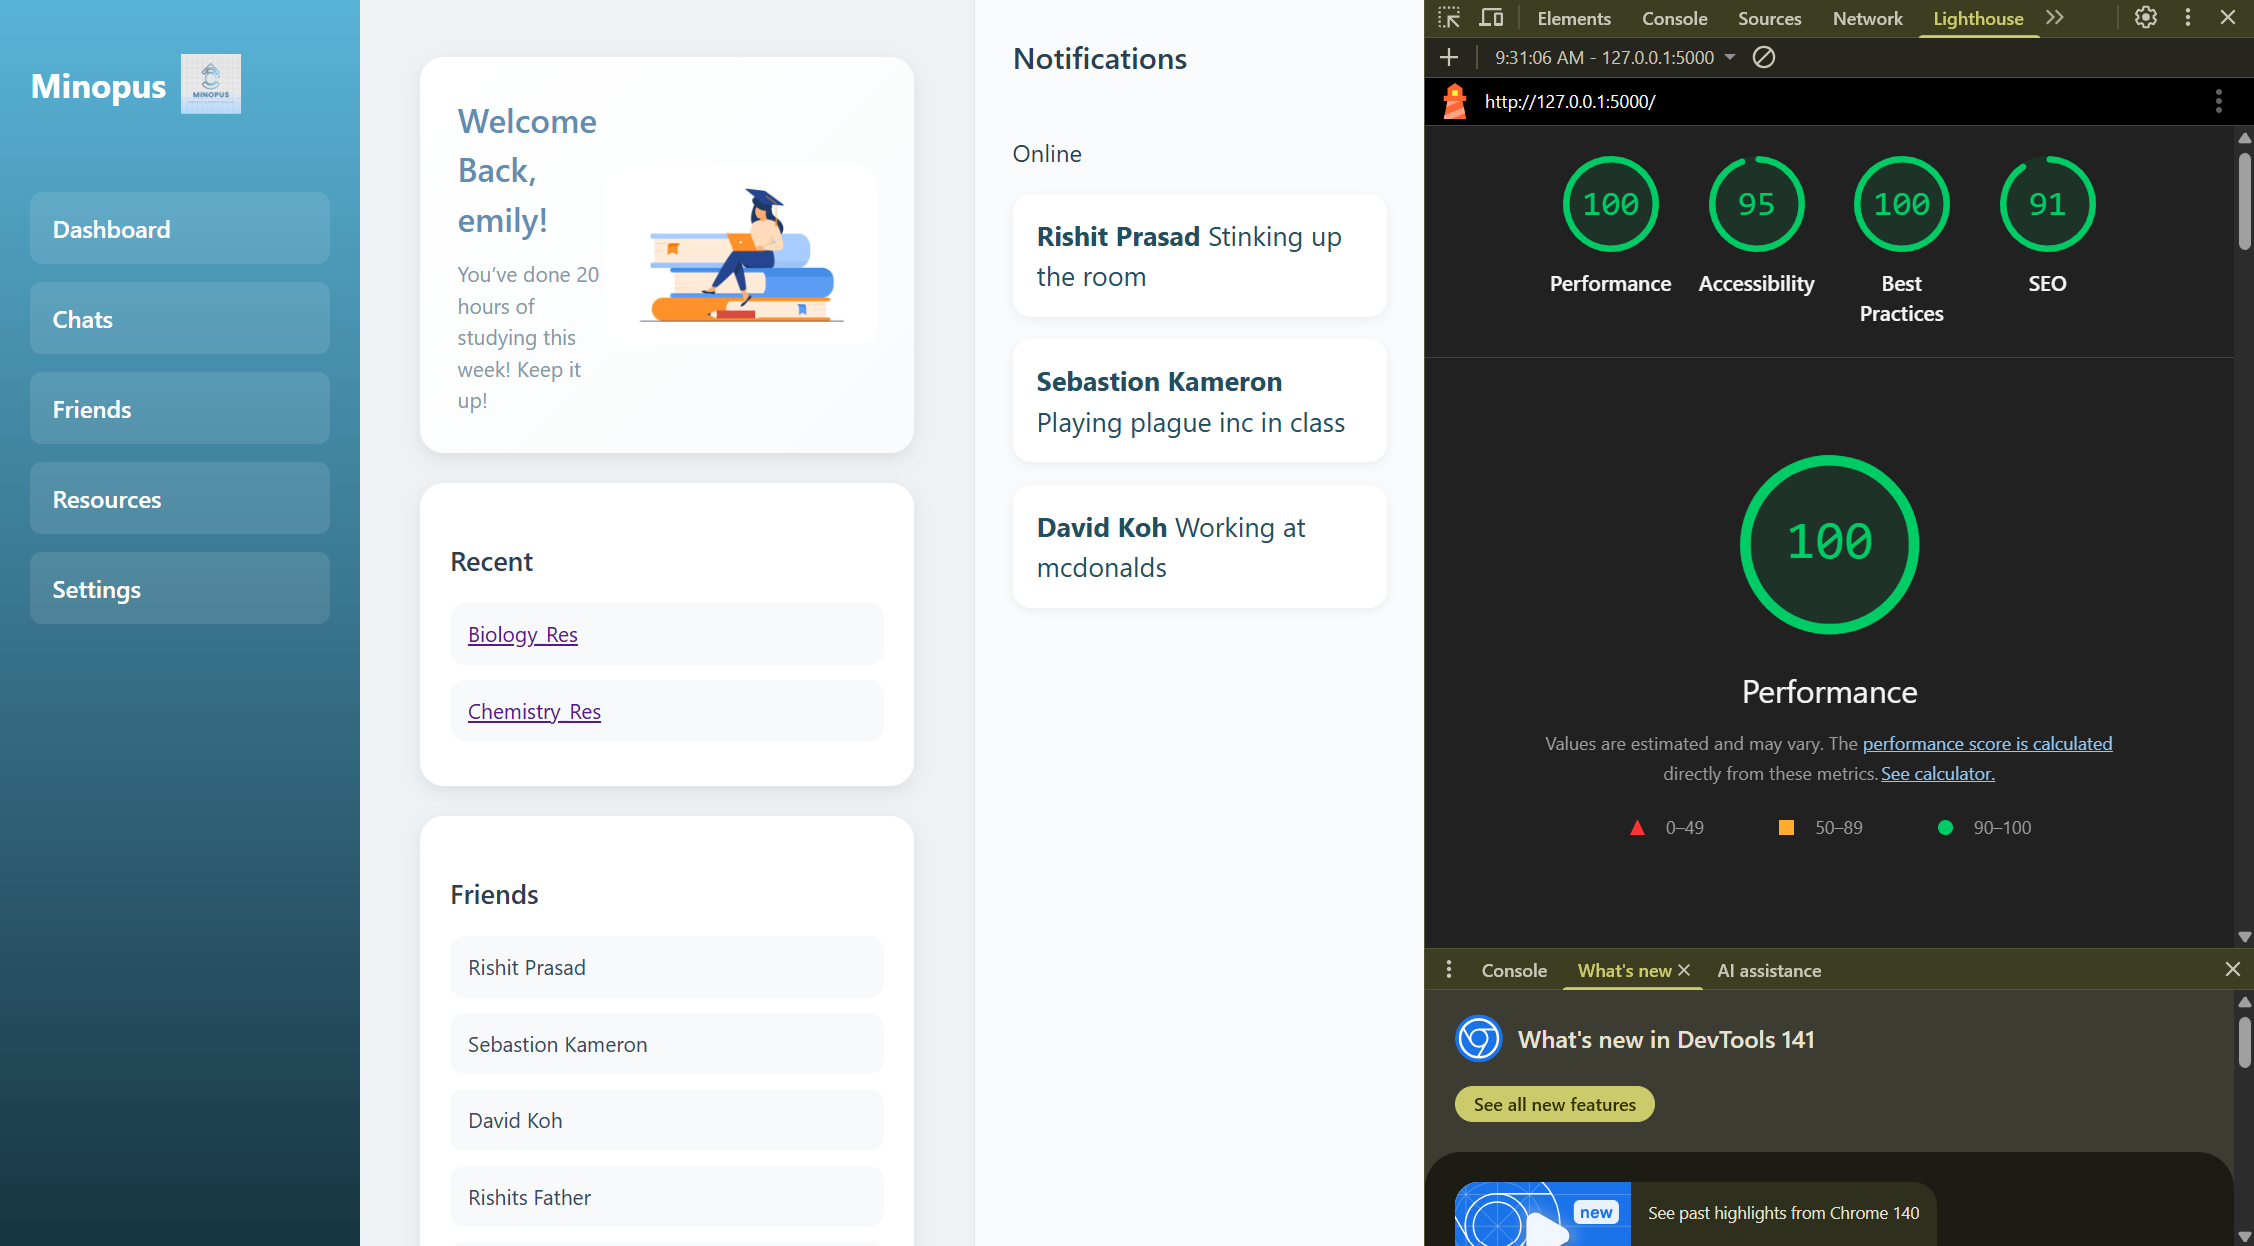 Minopus
MINOPUS
Dashboard
Chats
Friends
Resources
Settings
Welcome
Back,
emily!
You've done 20
hours of
studying this
week! Keep it
up!
Recent
Biology_Res
Chemistry_Res
Friends
Rishit Prasad
Sebastion Kameron
David Koh
Rishits Father
Notifications
Online
Rishit Prasad Stinking up
the room
Sebastion Kameron
Playing plague inc in class
David Koh Working at
mcdonalds
Elements Console Sources Network Lighthouse
9:31:06 AM - 127.0.0.1:5000
http://127.0.0.1:5000/
100 95 100 91
Performance Accessibility Best
Practices SEO
100
Performance
Values are estimated and may vary. The performance score is calculated
directly from these metrics. See calculator.
0–49 50–89 90–100
Console What's new AI assistance
What's new in DevTools 141
See all new features
new
See past highlights from Chrome 140